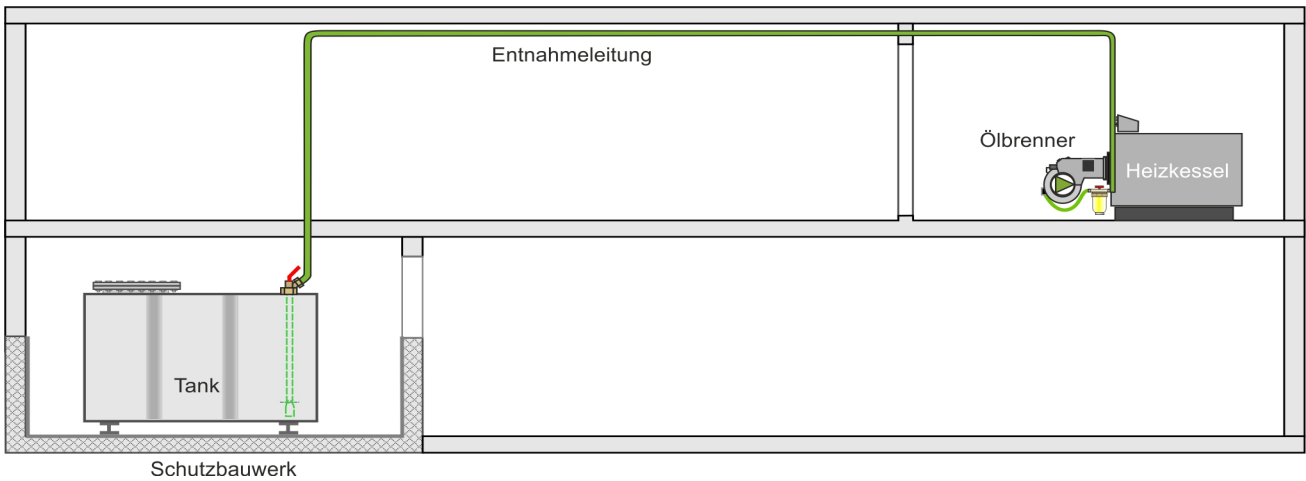 Entnahmeleitung
Ölbrenner
Heizkessel
Tank
Schutzbauwerk